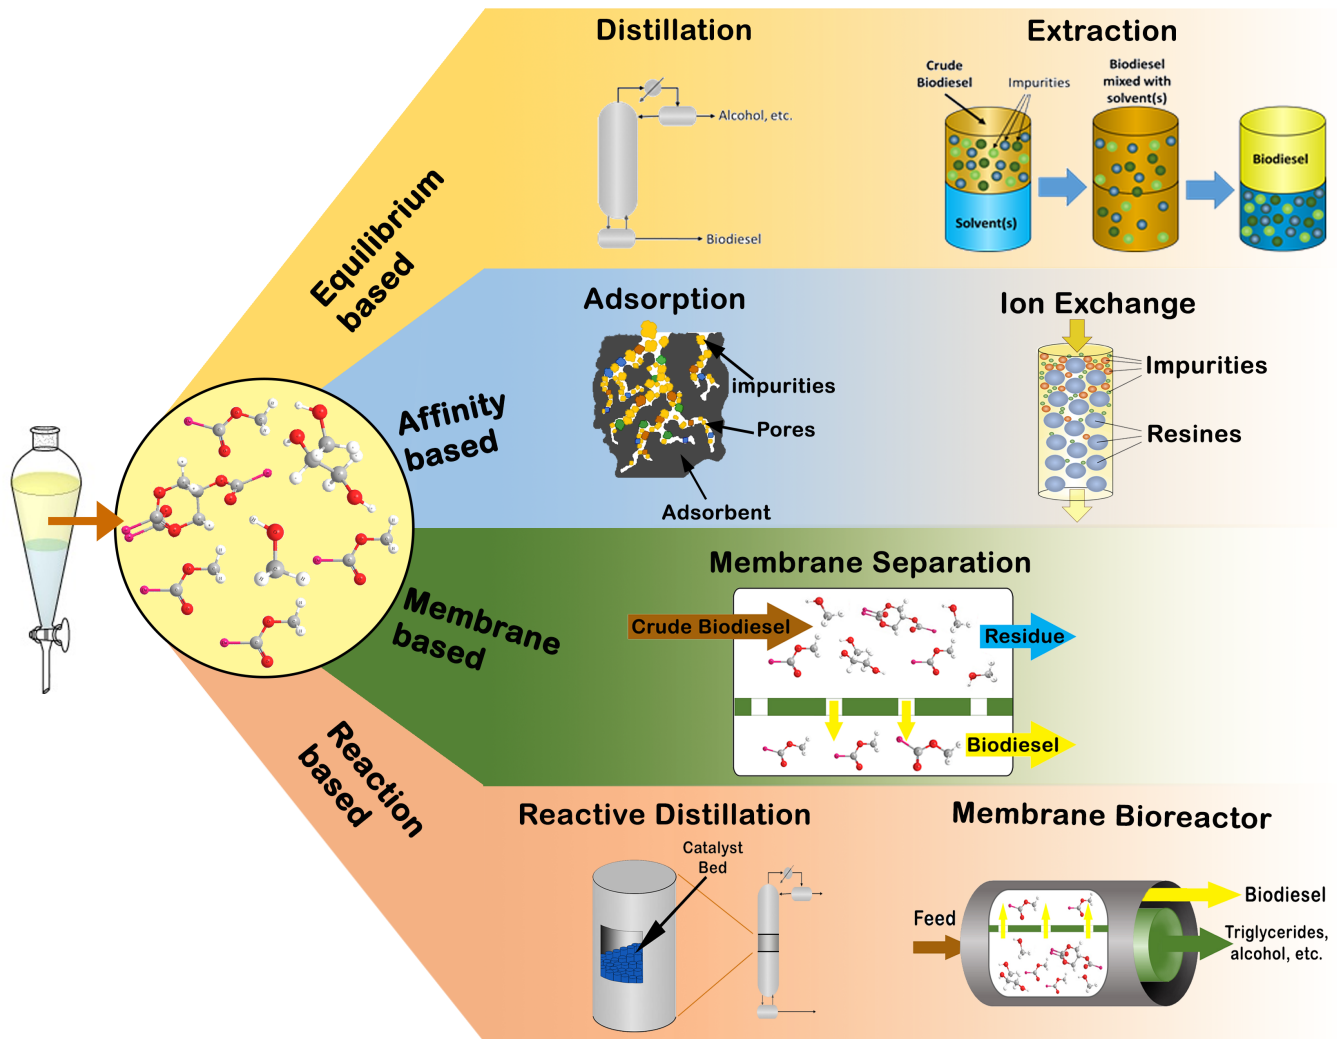 Equilibrium
based
Distillation
Alcohol, etc.
Biodiesel
Extraction
Crude
Biodiesel
Impurities
Biodiesel
mixed with
solvent(s)
Solvent(s)
Biodiesel
Affinity
based
Adsorption
impurities
Pores
Adsorbent
Ion Exchange
Impurities
Resines
Membrane
based
Membrane Separation
Crude Biodiesel
Residue
Biodiesel
Reaction
based
Reactive Distillation
Catalyst
Bed
Membrane Bioreactor
Feed
Biodiesel
Triglycerides,
alcohol, etc.